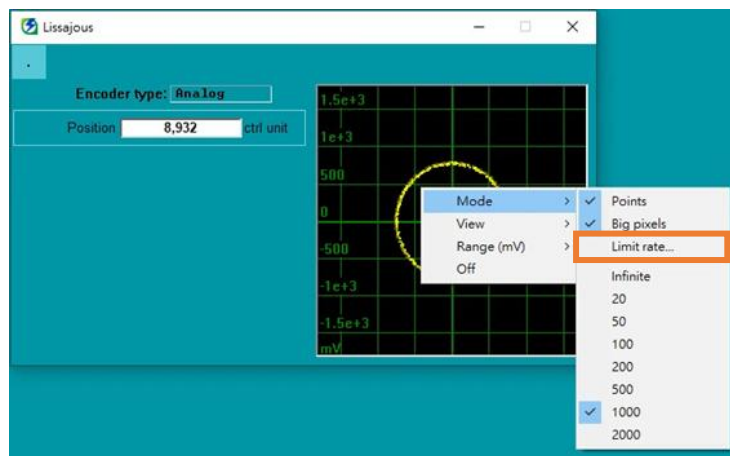 Lissajous
.
Encoder type: Analog
Position 8,932 ctrl unit
1.5e+3
1e+3
500
0
-500
-1e+3
-1.5e+3
mV
Mode
View
Range (mV)
Off
Points
Big pixels
Limit rate...
Infinite
20
50
100
200
500
1000
2000